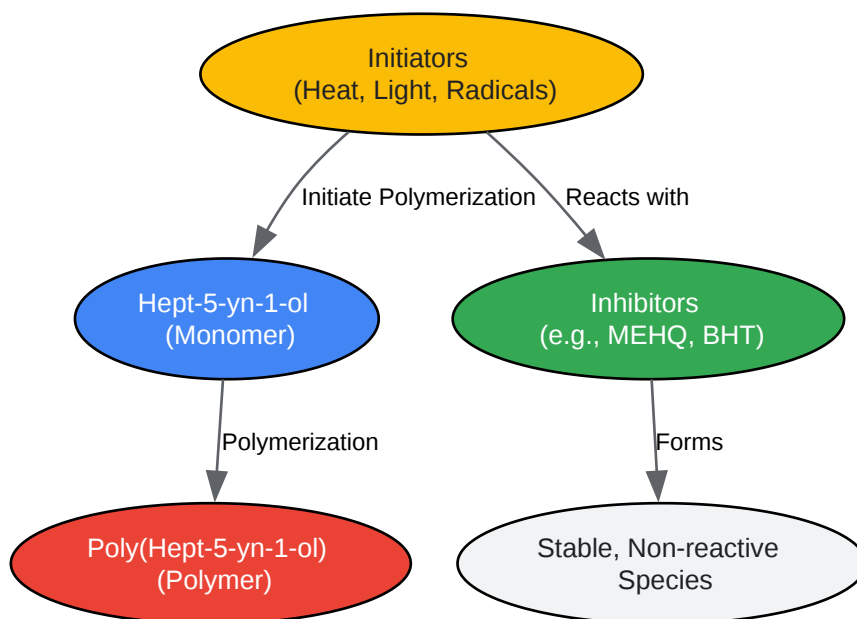 Initiators
(Heat, Light, Radicals)
Initiate Polymerization
Reacts with
Hept-5-yn-1-ol
(Monomer)
Inhibitors
(e.g., MEHQ, BHT)
Polymerization
Forms
Poly(Hept-5-yn-1-ol)
(Polymer)
Stable, Non-reactive
Species